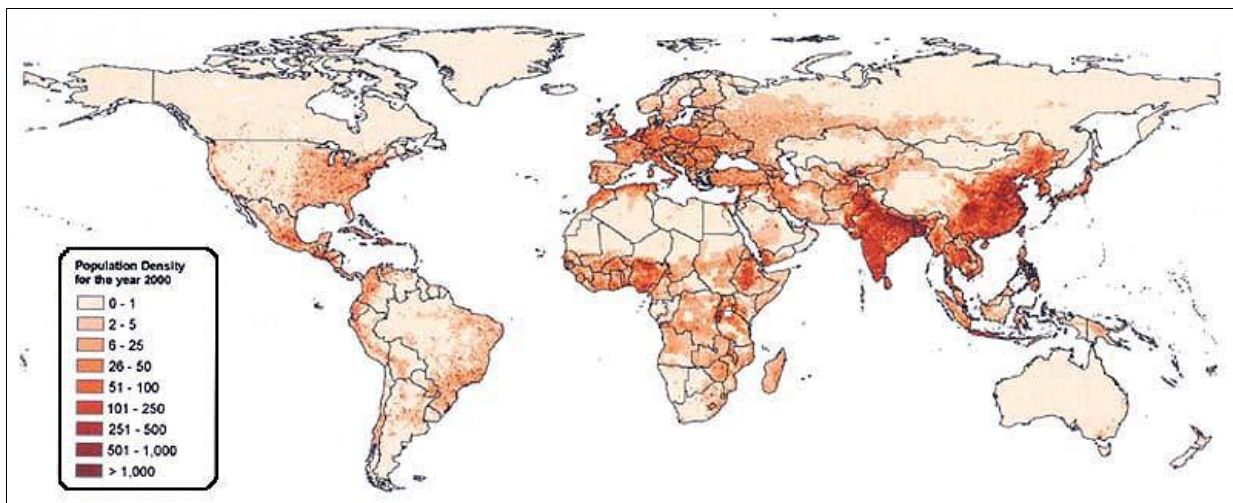 Population Density
for the year 2000
0 - 1
2 - 5
6 - 25
26 - 50
51 - 100
101 - 250
251 - 500
501 - 1,000
> 1,000